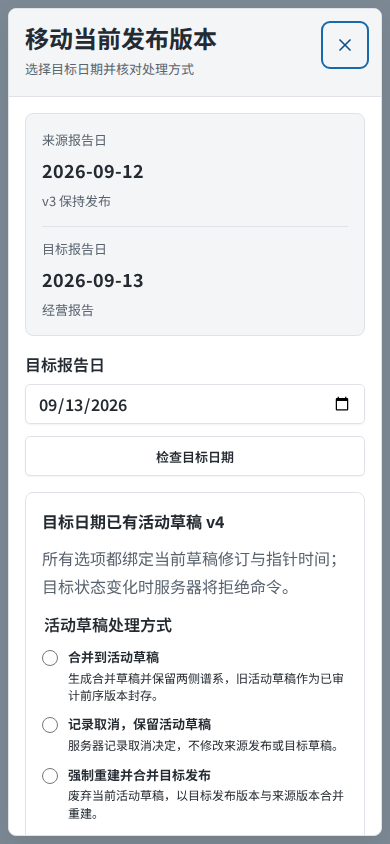 移动当前发布版本
选择目标日期并核对处理方式
来源报告日
2026-09-12
v3 保持发布
目标报告日
2026-09-13
经营报告
目标报告日
09/13/2026
检查目标日期
目标日期已有活动草稿 v4
所有选项都绑定当前草稿修订与指针时间；
目标状态变化时服务器将拒绝命令。
活动草稿处理方式
合并到活动草稿
生成合并草稿并保留两侧谱系，旧活动草稿作为已审
计前序版本封存。
记录取消，保留活动草稿
服务器记录取消决定，不修改来源发布或目标草稿。
强制重建并合并目标发布
废弃当前活动草稿，以目标发布版本与来源版本合并
重建。